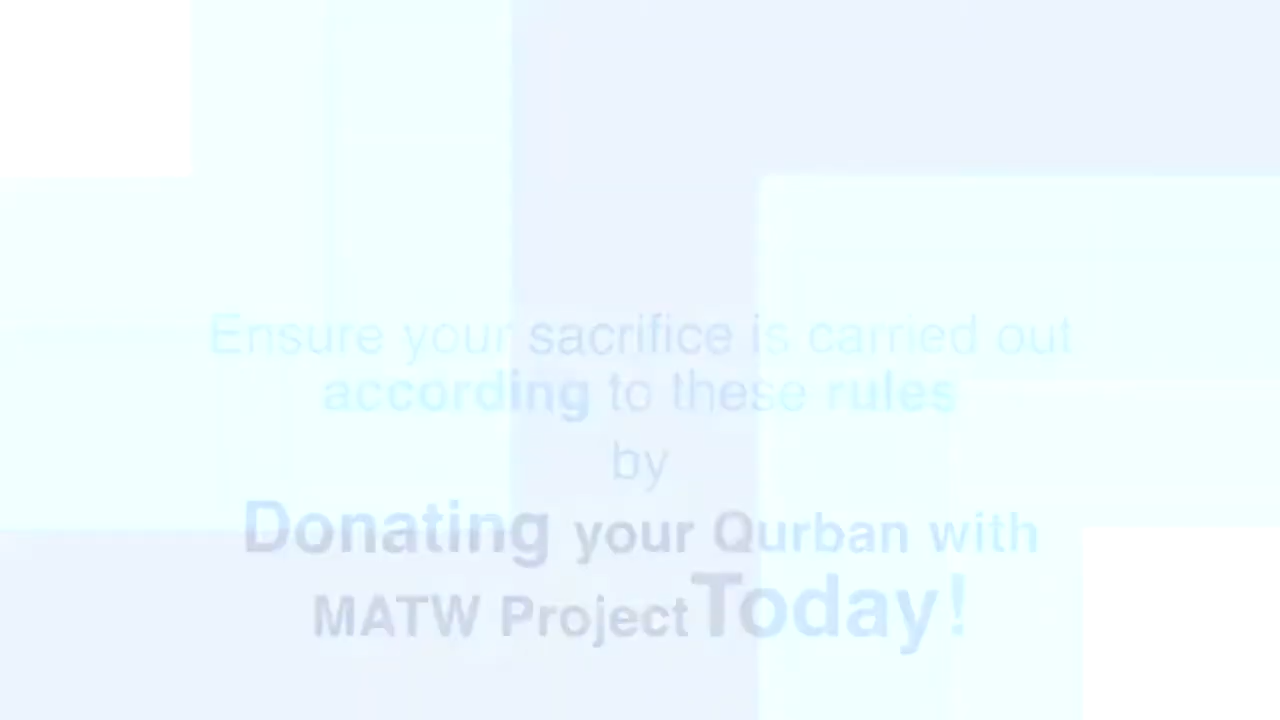 Ensure your sacrifice is carried out
according to these rules
by
Donating your Qurban with
MATW Project Today!